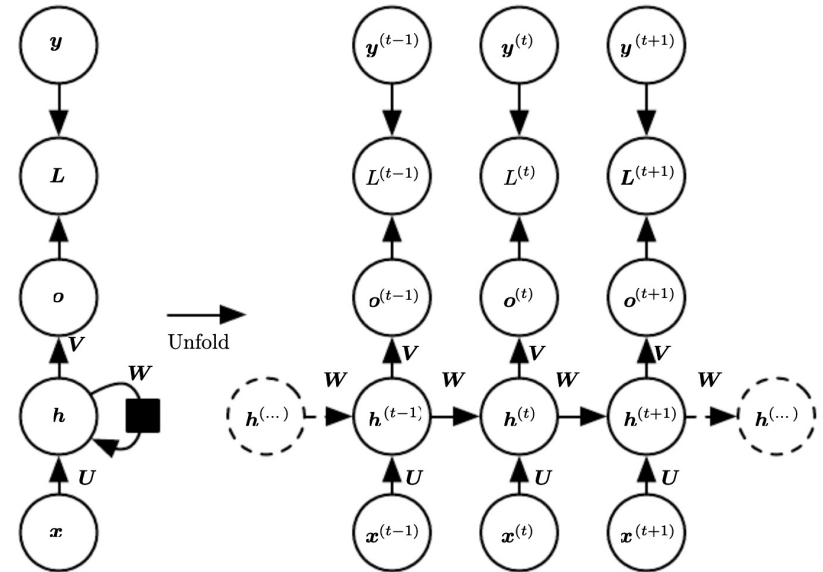 y y^(t−1) y^(t) y^(t+1)
L L^(t−1) L^(t) L^(t+1)
o o^(t−1) o^(t) o^(t+1)
Unfold
V V V V
W W W W W
h h^(...) h^(t−1) h^(t) h^(t+1) h^(...)
U U U U
x x^(t−1) x^(t) x^(t+1)